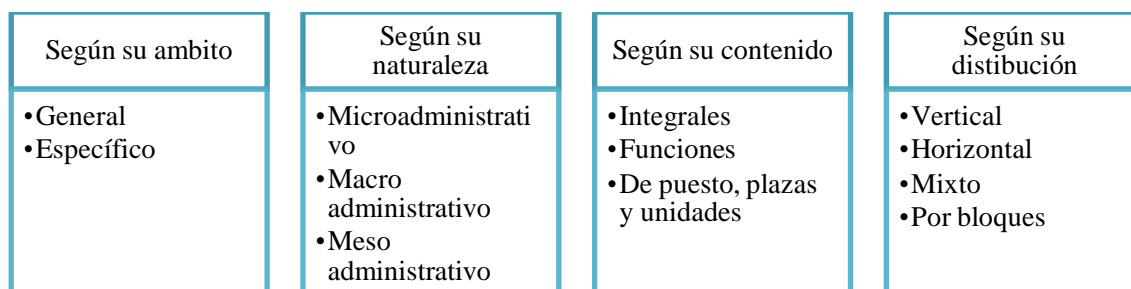 Según su ambito
•General
•Específico
Según su
naturaleza
•Microadministrati
vo
•Macro
administrativo
•Meso
administrativo
Según su contenido
•Integrales
•Funciones
•De puesto, plazas
y unidades
Según su
distibución
•Vertical
•Horizontal
•Mixto
•Por bloques